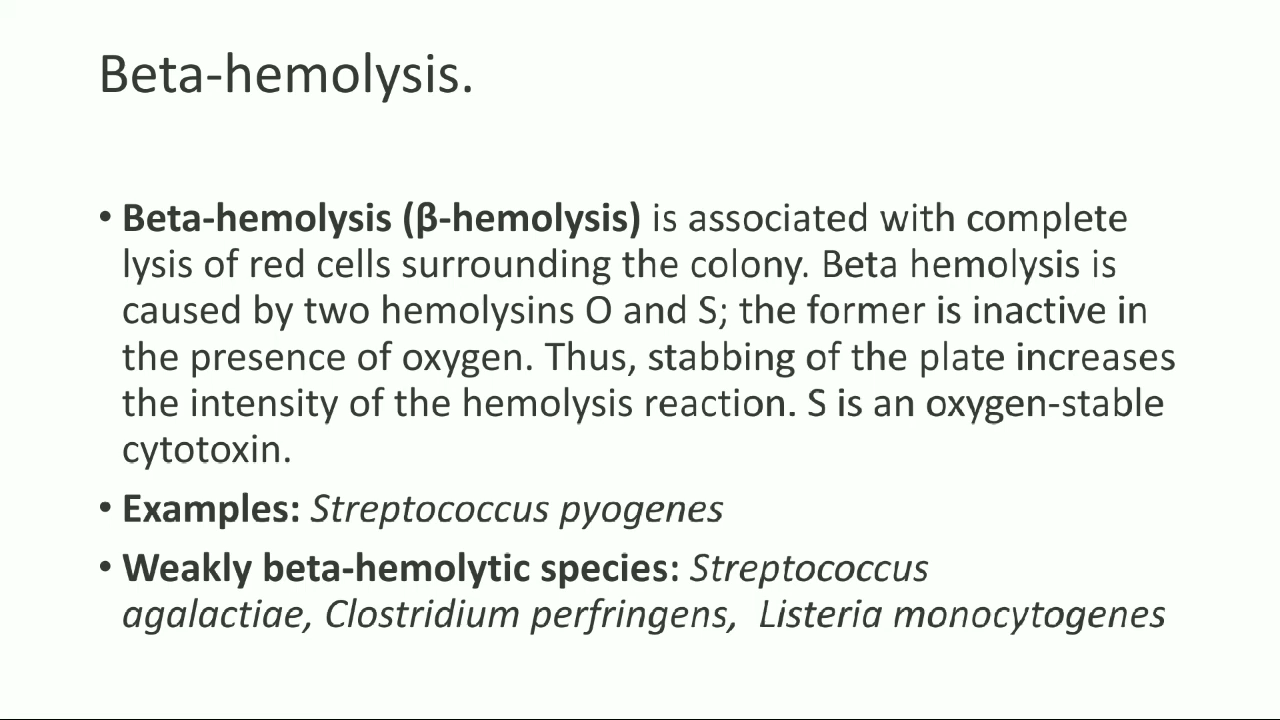 Beta-hemolysis.
• Beta-hemolysis (β-hemolysis) is associated with complete
lysis of red cells surrounding the colony. Beta hemolysis is
caused by two hemolysins O and S; the former is inactive in
the presence of oxygen. Thus, stabbing of the plate increases
the intensity of the hemolysis reaction. S is an oxygen-stable
cytotoxin.
• Examples: Streptococcus pyogenes
• Weakly beta-hemolytic species: Streptococcus
agalactiae, Clostridium perfringens,  Listeria monocytogenes